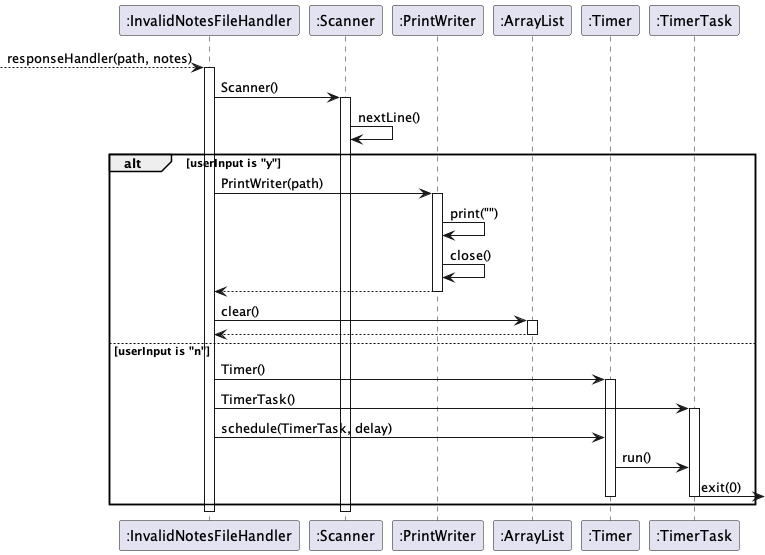 :InvalidNotesFileHandler :Scanner :PrintWriter :ArrayList :Timer :TimerTask
responseHandler(path, notes)
Scanner()
nextLine()
alt [userInput is "y"]
PrintWriter(path)
print("")
close()
clear()
[userInput is "n"]
Timer()
TimerTask()
schedule(TimerTask, delay)
run()
exit(0)
:InvalidNotesFileHandler :Scanner :PrintWriter :ArrayList :Timer :TimerTask